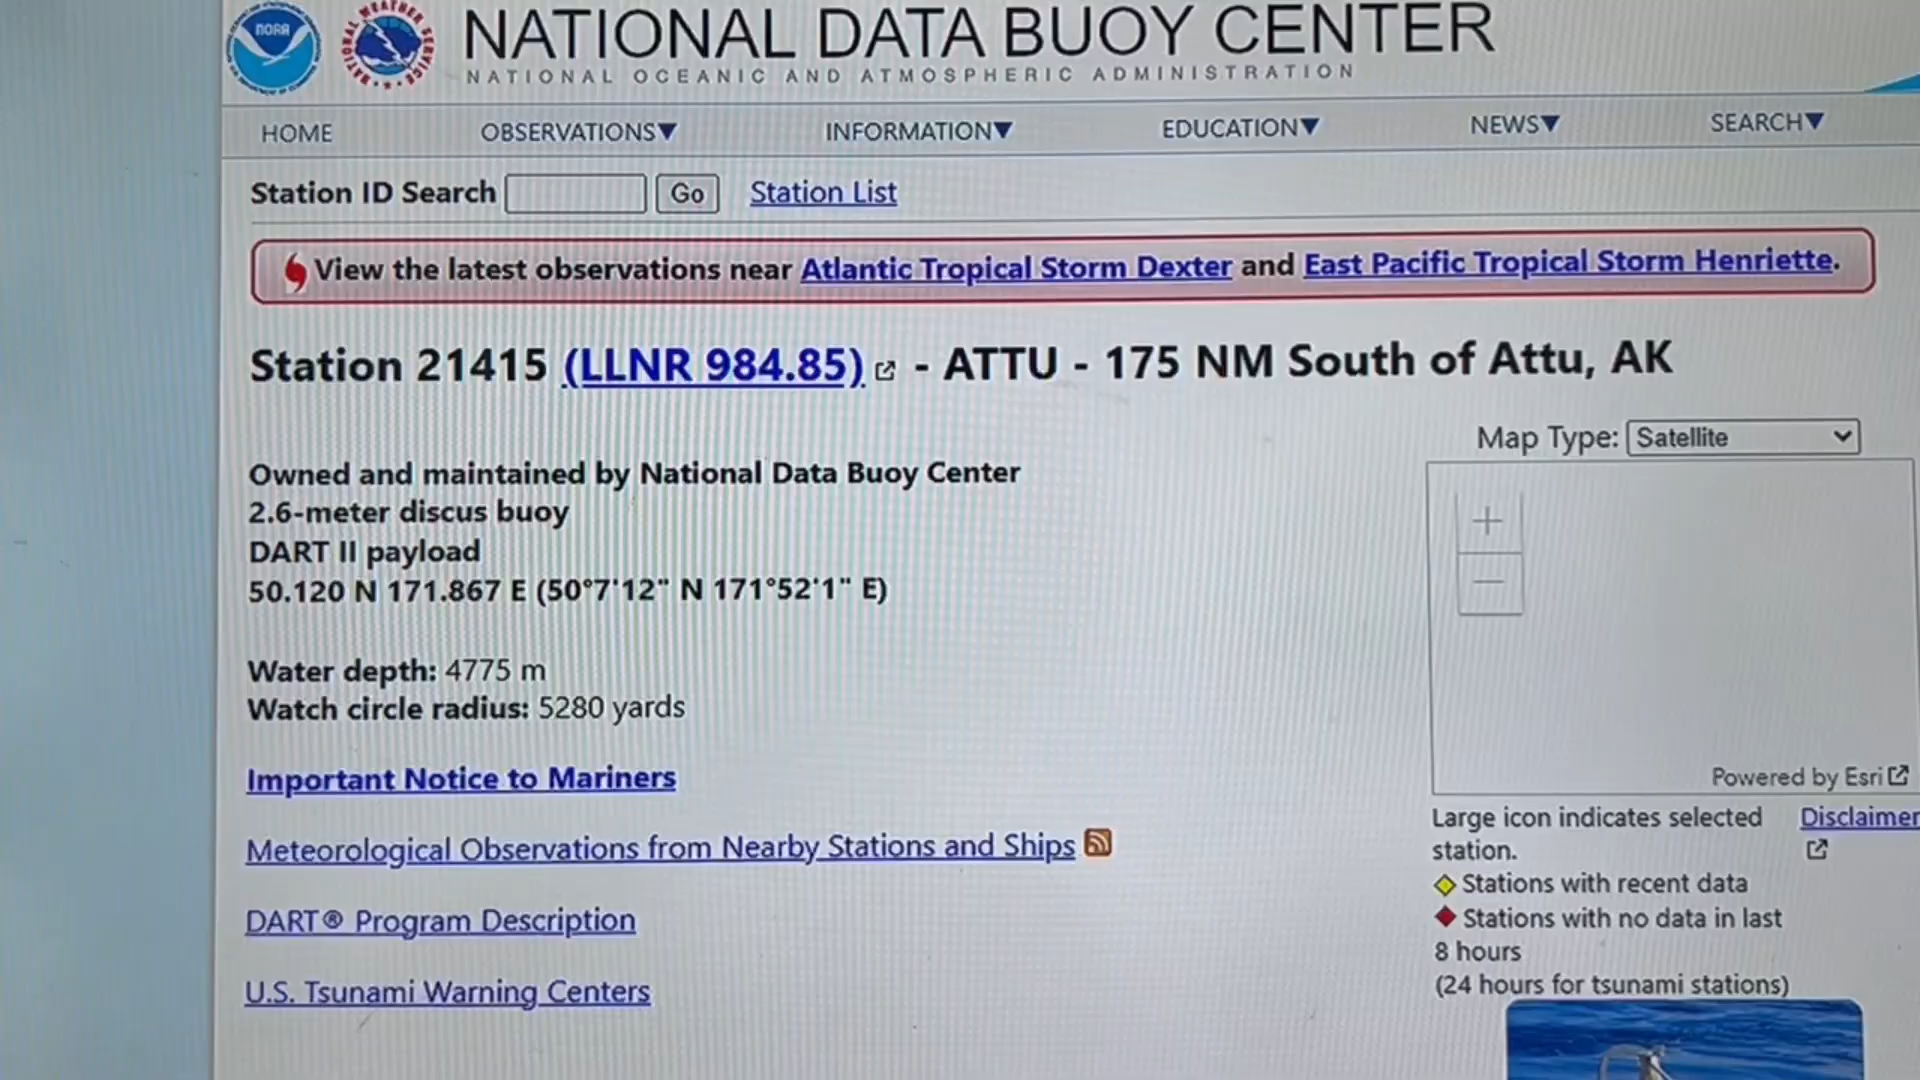 NOAA
NATIONAL WEATHER SERVICE
NATIONAL DATA BUOY CENTER
NATIONAL OCEANIC AND ATMOSPHERIC ADMINISTRATION
HOME OBSERVATIONS▼ INFORMATION▼ EDUCATION▼ NEWS▼ SEARCH▼
Station ID Search Go Station List
View the latest observations near Atlantic Tropical Storm Dexter and East Pacific Tropical Storm Henriette.
Station 21415 (LLNR 984.85) - ATTU - 175 NM South of Attu, AK
Map Type: Satellite
Owned and maintained by National Data Buoy Center
2.6-meter discus buoy
DART II payload
50.120 N 171.867 E (50°7'12" N 171°52'1" E)
Water depth: 4775 m
Watch circle radius: 5280 yards
Important Notice to Mariners
Meteorological Observations from Nearby Stations and Ships
DART® Program Description
U.S. Tsunami Warning Centers
+
−
Powered by Esri
Large icon indicates selected
station.
Disclaimer
Stations with recent data
Stations with no data in last
8 hours
(24 hours for tsunami stations)